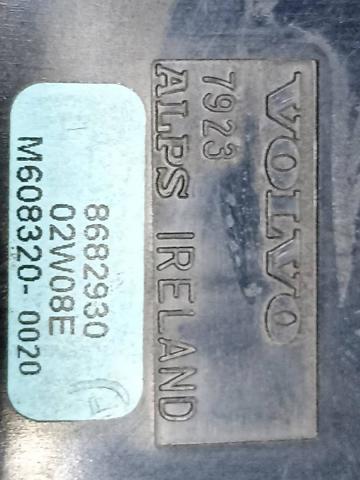 VOLVO
7923
ALPS IRELAND
8682930
02W08E
M608320-0020